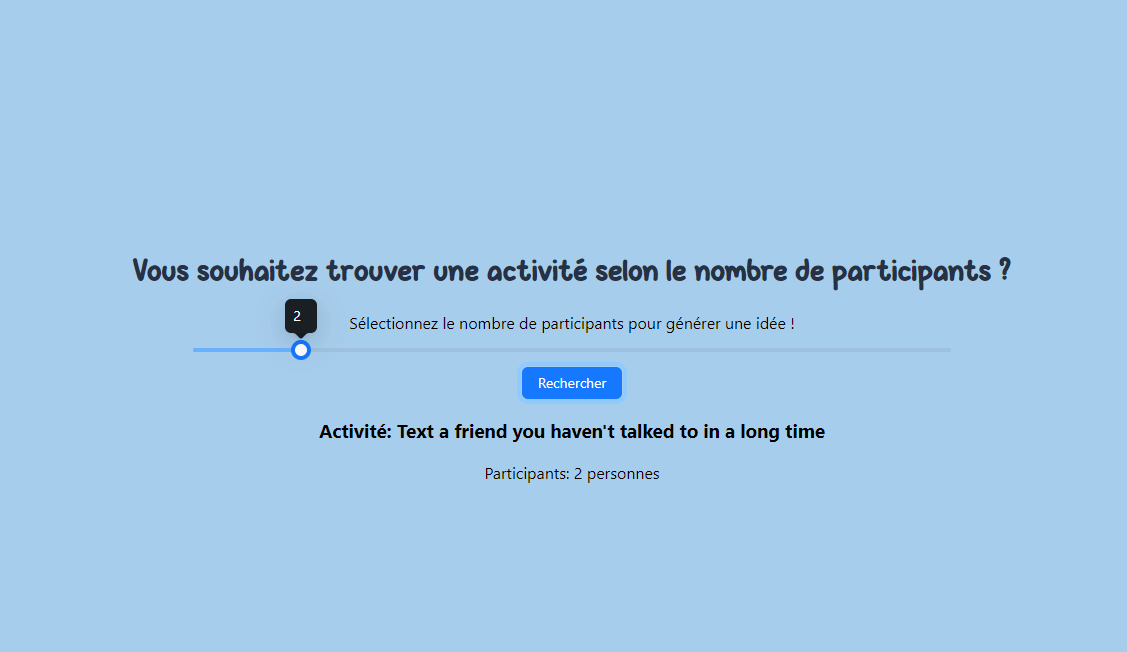 Vous souhaitez trouver une activité selon le nombre de participants ?
2
Sélectionnez le nombre de participants pour générer une idée !
Rechercher
Activité: Text a friend you haven't talked to in a long time
Participants: 2 personnes